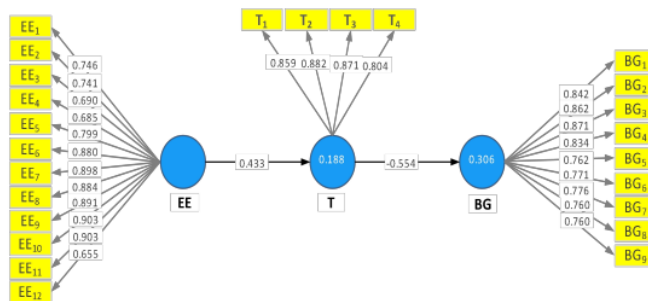 T1 T2 T3 T4
0.859 0.882 0.871 0.804
EE1
EE2
EE3
EE4
EE5
EE6
EE7
EE8
EE9
EE10
EE11
EE12
0.746
0.741
0.690
0.685
0.799
0.880
0.898
0.884
0.891
0.903
0.903
0.655
EE
0.433
0.188
T
-0.554
0.306
BG
0.842
0.862
0.871
0.834
0.762
0.771
0.776
0.760
0.760
BG1
BG2
BG3
BG4
BG5
BG6
BG7
BG8
BG9